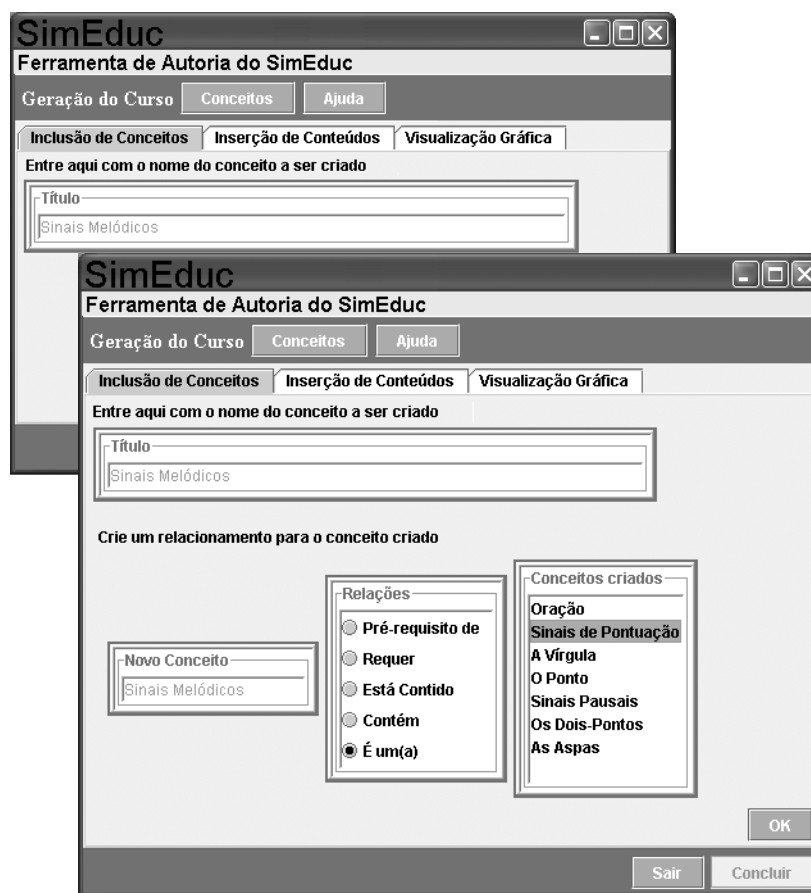 SimEduc
Ferramenta de Autoria do SimEduc
Geração do Curso Conceitos Ajuda
Inclusão de Conceitos Inserção de Conteúdos Visualização Gráfica
Entre aqui com o nome do conceito a ser criado
Título
Sinais Melódicos
SimEduc
Ferramenta de Autoria do SimEduc
Geração do Curso Conceitos Ajuda
Inclusão de Conceitos Inserção de Conteúdos Visualização Gráfica
Entre aqui com o nome do conceito a ser criado
Título
Sinais Melódicos
Crie um relacionamento para o conceito criado
Novo Conceito
Sinais Melódicos
Relações
Pré-requisito de
Requer
Está Contido
Contém
É um(a)
Conceitos criados
Oração
Sinais de Pontuação
A Vírgula
O Ponto
Sinais Pausais
Os Dois-Pontos
As Aspas
OK
Sair Concluir